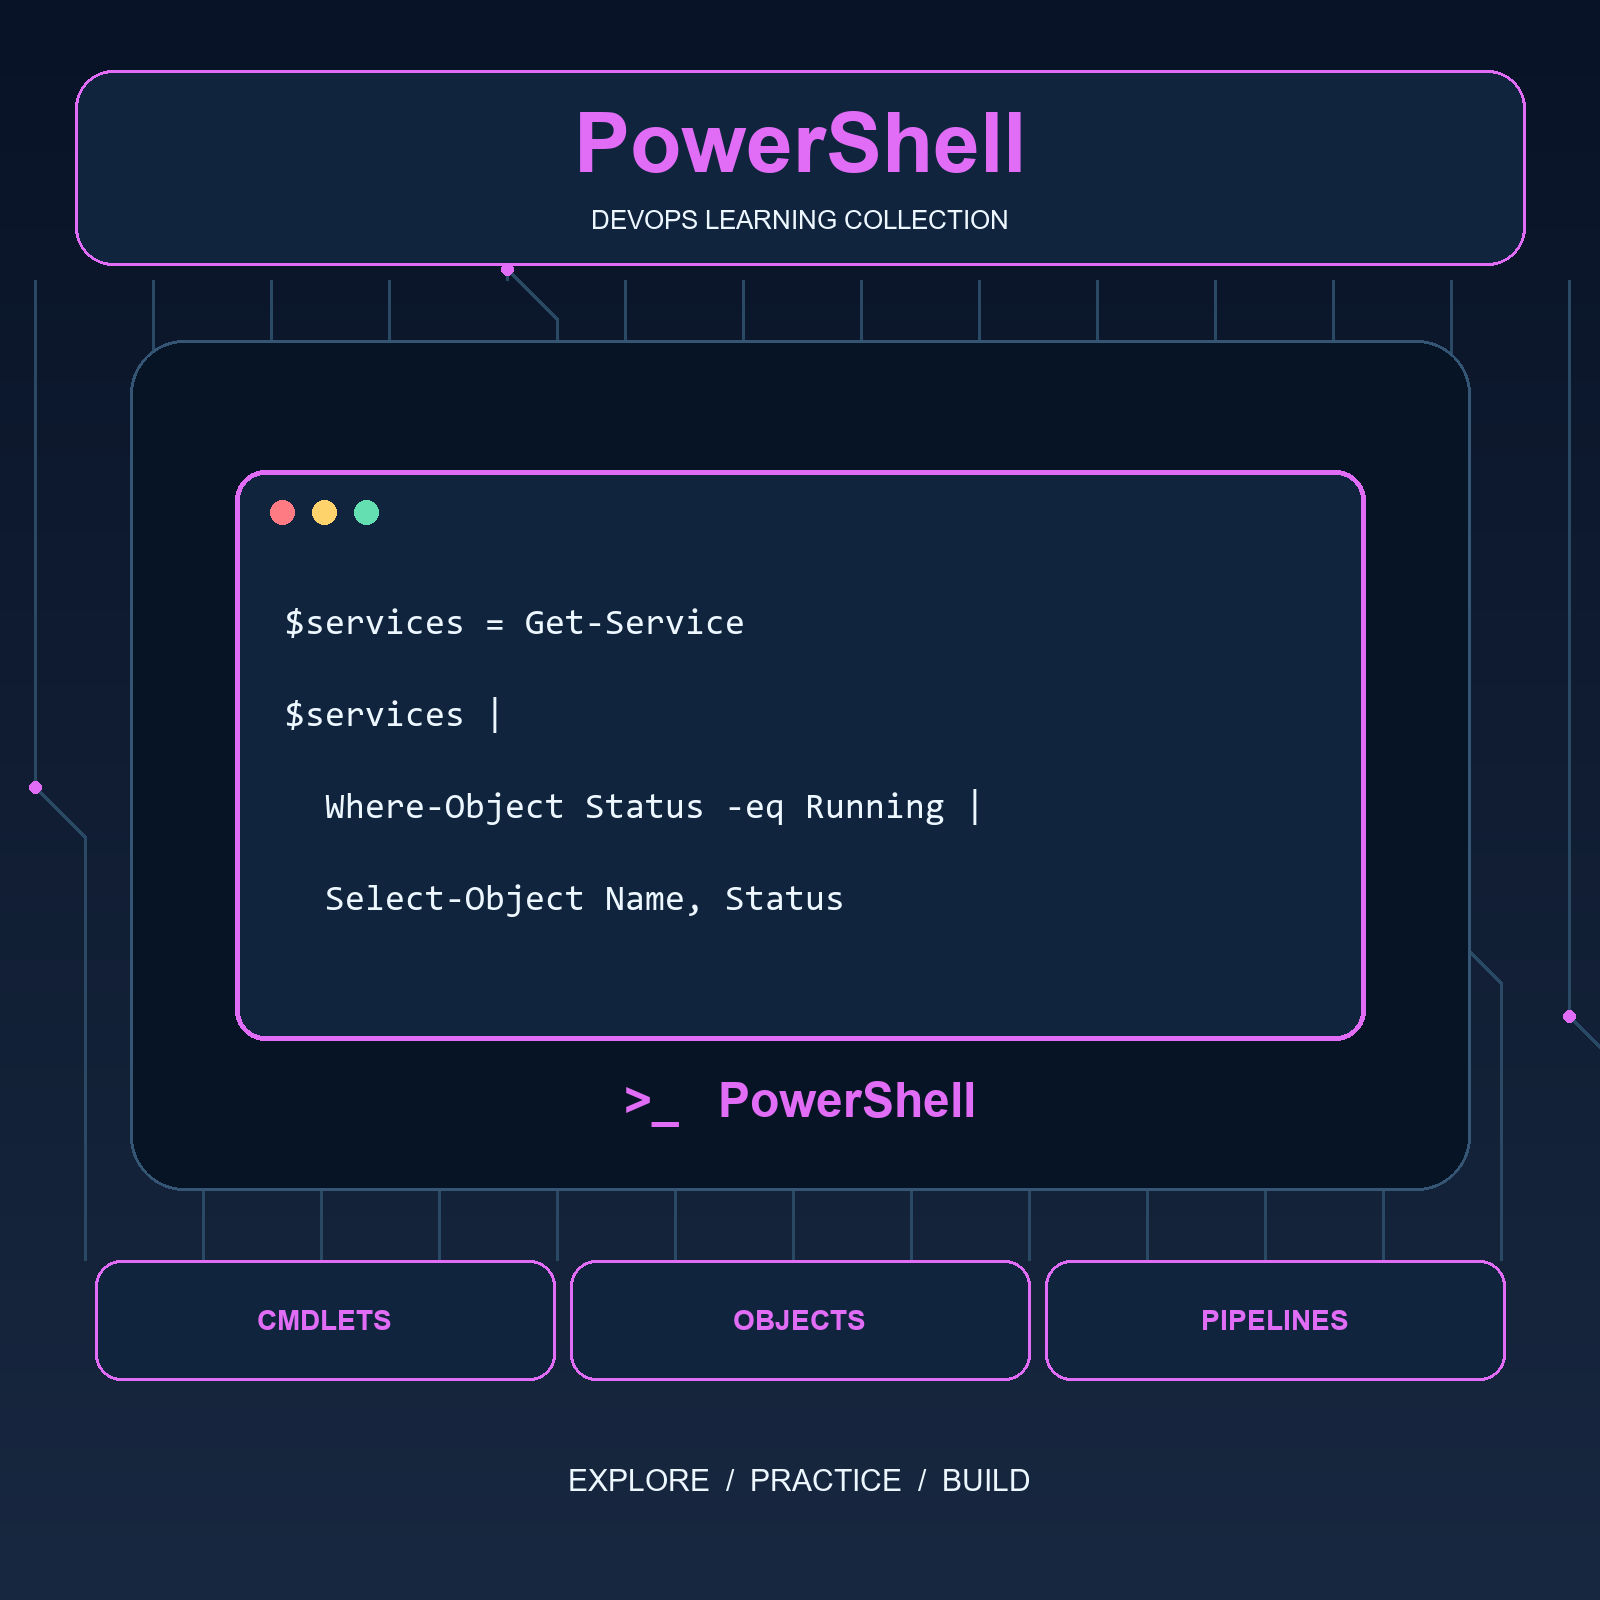 PowerShell
DEVOPS LEARNING COLLECTION
$services = Get-Service
$services |
  Where-Object Status -eq Running |
  Select-Object Name, Status
>_ PowerShell
CMDLETS
OBJECTS
PIPELINES
EXPLORE / PRACTICE / BUILD